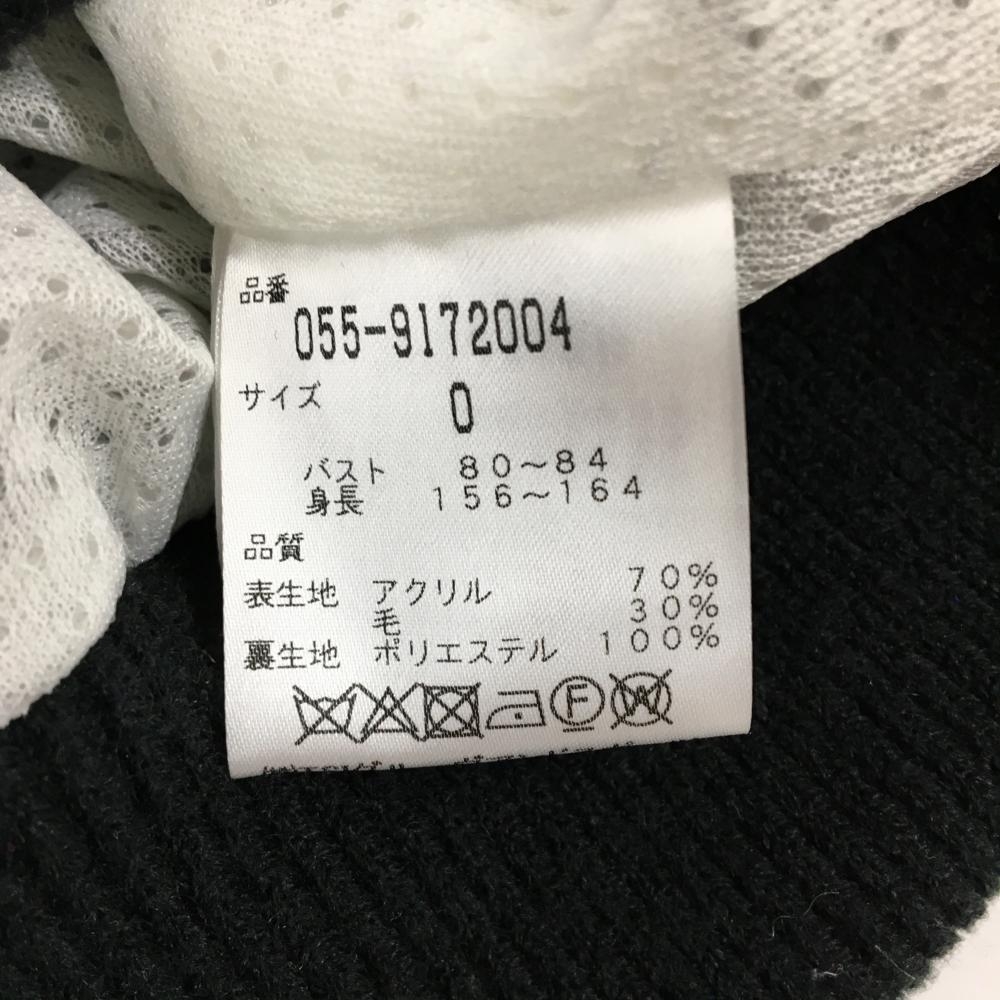 品番
055-9172004
サイズ 0
バスト 80～84
身長 156～164
品質
表生地 アクリル 70%
毛 30%
裏生地 ポリエステル 100%
F W